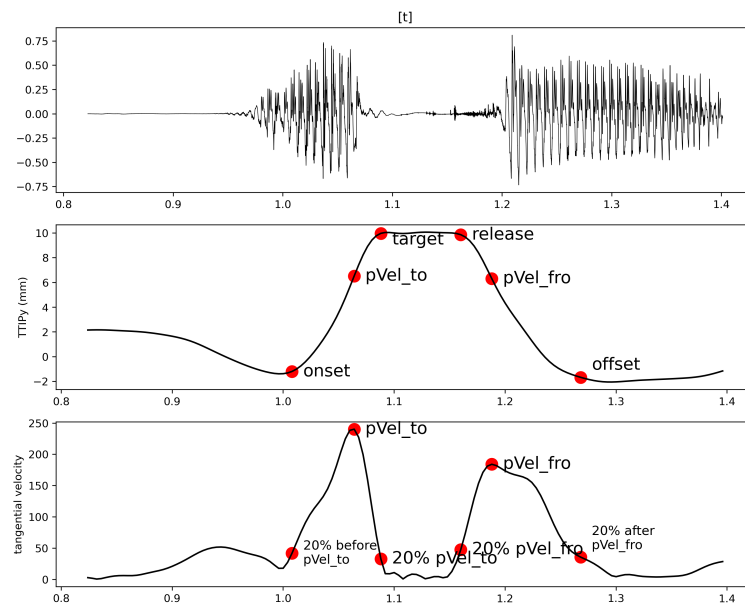 [t]
0.75
0.50
0.25
0.00
−0.25
−0.50
−0.75
0.8 0.9 1.0 1.1 1.2 1.3 1.4
TTIPy (mm)
10
8
6
4
2
0
−2
onset
pVel_to
target
release
pVel_fro
offset
0.8 0.9 1.0 1.1 1.2 1.3 1.4
tangential velocity
250
200
150
100
50
0
20% before
pVel_to
pVel_to
20% pVel_to
20% pVel_fro
pVel_fro
20% after
pVel_fro
0.8 0.9 1.0 1.1 1.2 1.3 1.4